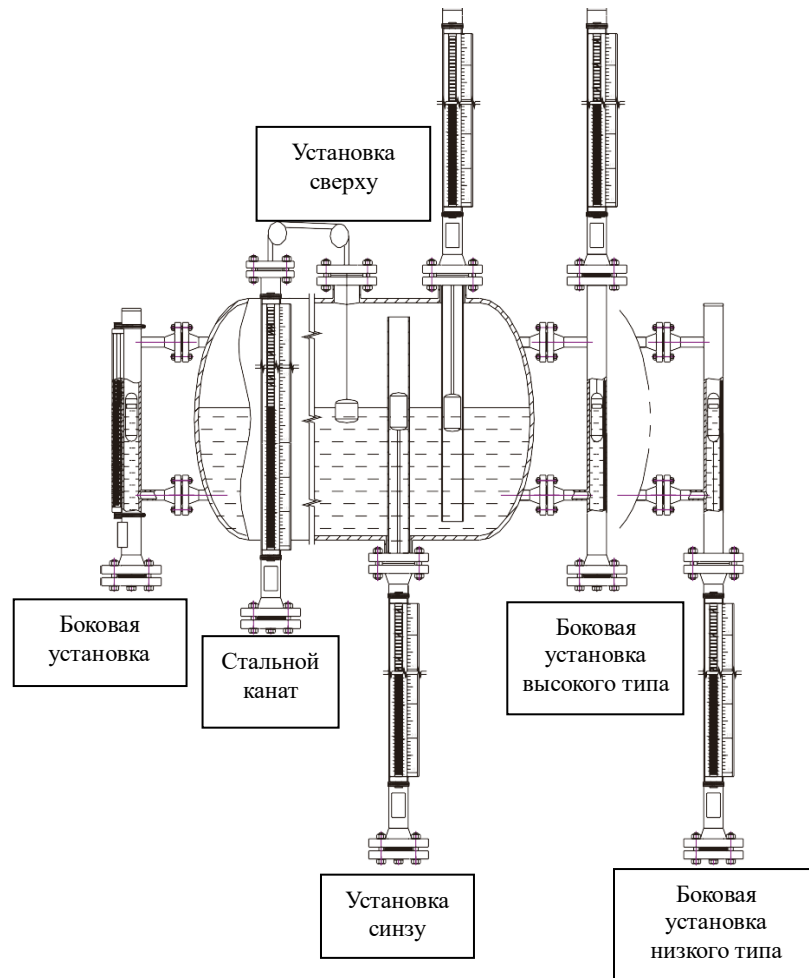 Установка
сверху
Боковая
установка
Стальной
канат
Боковая
установка
высокого типа
Установка
синзу
Боковая
установка
низкого типа